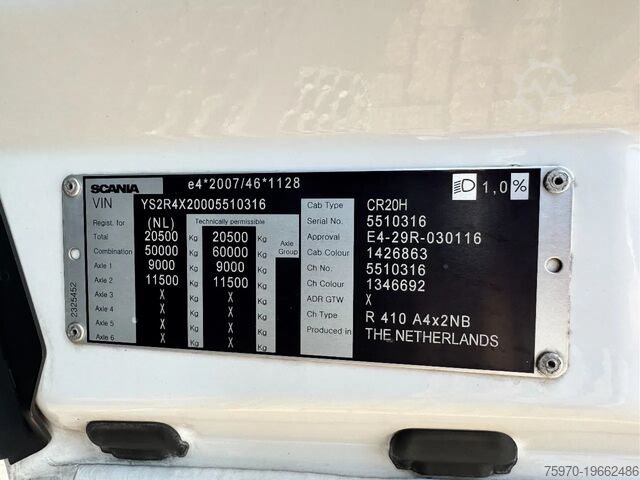 SCANIA e4*2007/46*1128 1,0%
VIN YS2R4X20005510316 Cab Type CR20H
Regist. for (NL) Technically permissible Serial No. 5510316
Total 20500 Kg 20500 Kg Axle Group Approval E4-29R-030116
Combination 50000 Kg 60000 Kg Cab Colour 1426863
Axle 1 9000 Kg 9000 Kg Ch No. 5510316
Axle 2 11500 Kg 11500 Kg Ch Colour 1346692
Axle 3 X Kg X Kg ADR GTW X
Axle 4 X Kg X Kg Ch Type R 410 A4x2NB
Axle 5 X Kg X Kg Produced in THE NETHERLANDS
Axle 6 X Kg X Kg
2325452
75970-19662486